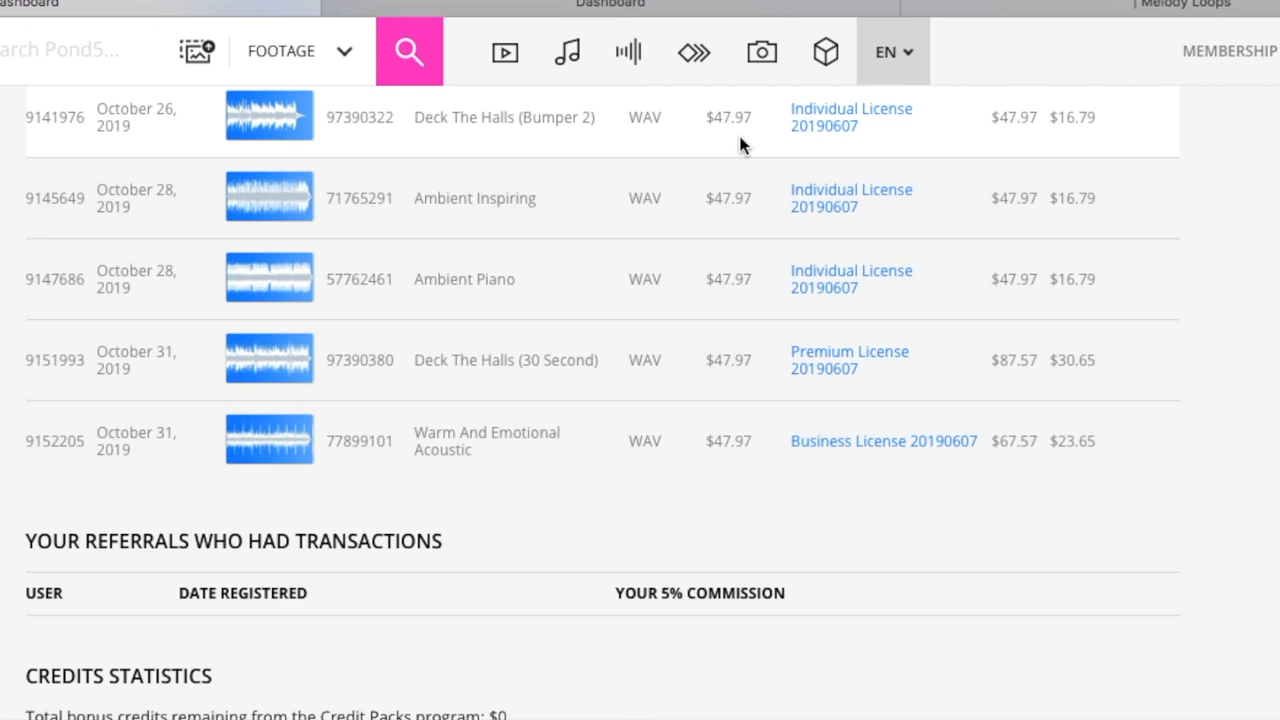 ashboard
Dashboard
| Melody Loops
arch Pond5...
FOOTAGE
EN
MEMBERSHIP
9141976 October 26, 2019 97390322 Deck The Halls (Bumper 2) WAV $47.97 Individual License 20190607 $47.97 $16.79
9145649 October 28, 2019 71765291 Ambient Inspiring WAV $47.97 Individual License 20190607 $47.97 $16.79
9147686 October 28, 2019 57762461 Ambient Piano WAV $47.97 Individual License 20190607 $47.97 $16.79
9151993 October 31, 2019 97390380 Deck The Halls (30 Second) WAV $47.97 Premium License 20190607 $87.57 $30.65
9152205 October 31, 2019 77899101 Warm And Emotional Acoustic WAV $47.97 Business License 20190607 $67.57 $23.65
YOUR REFERRALS WHO HAD TRANSACTIONS
USER DATE REGISTERED YOUR 5% COMMISSION
CREDITS STATISTICS
Total bonus credits remaining from the Credit Packs program: $0